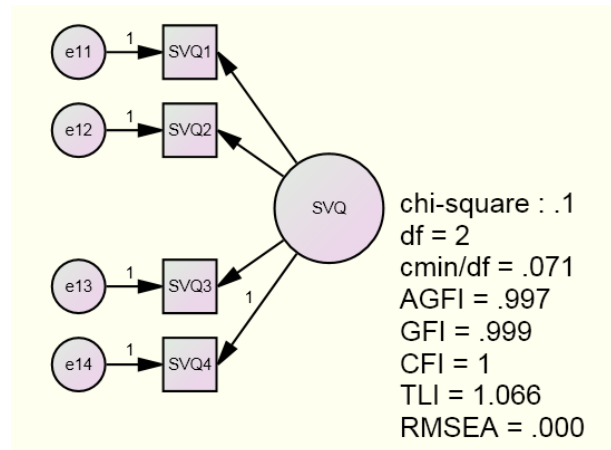 e11 1 SVQ1
e12 1 SVQ2
SVQ
e13 1 SVQ3
1
e14 1 SVQ4
chi-square : .1
df = 2
cmin/df = .071
AGFI = .997
GFI = .999
CFI = 1
TLI = 1.066
RMSEA = .000